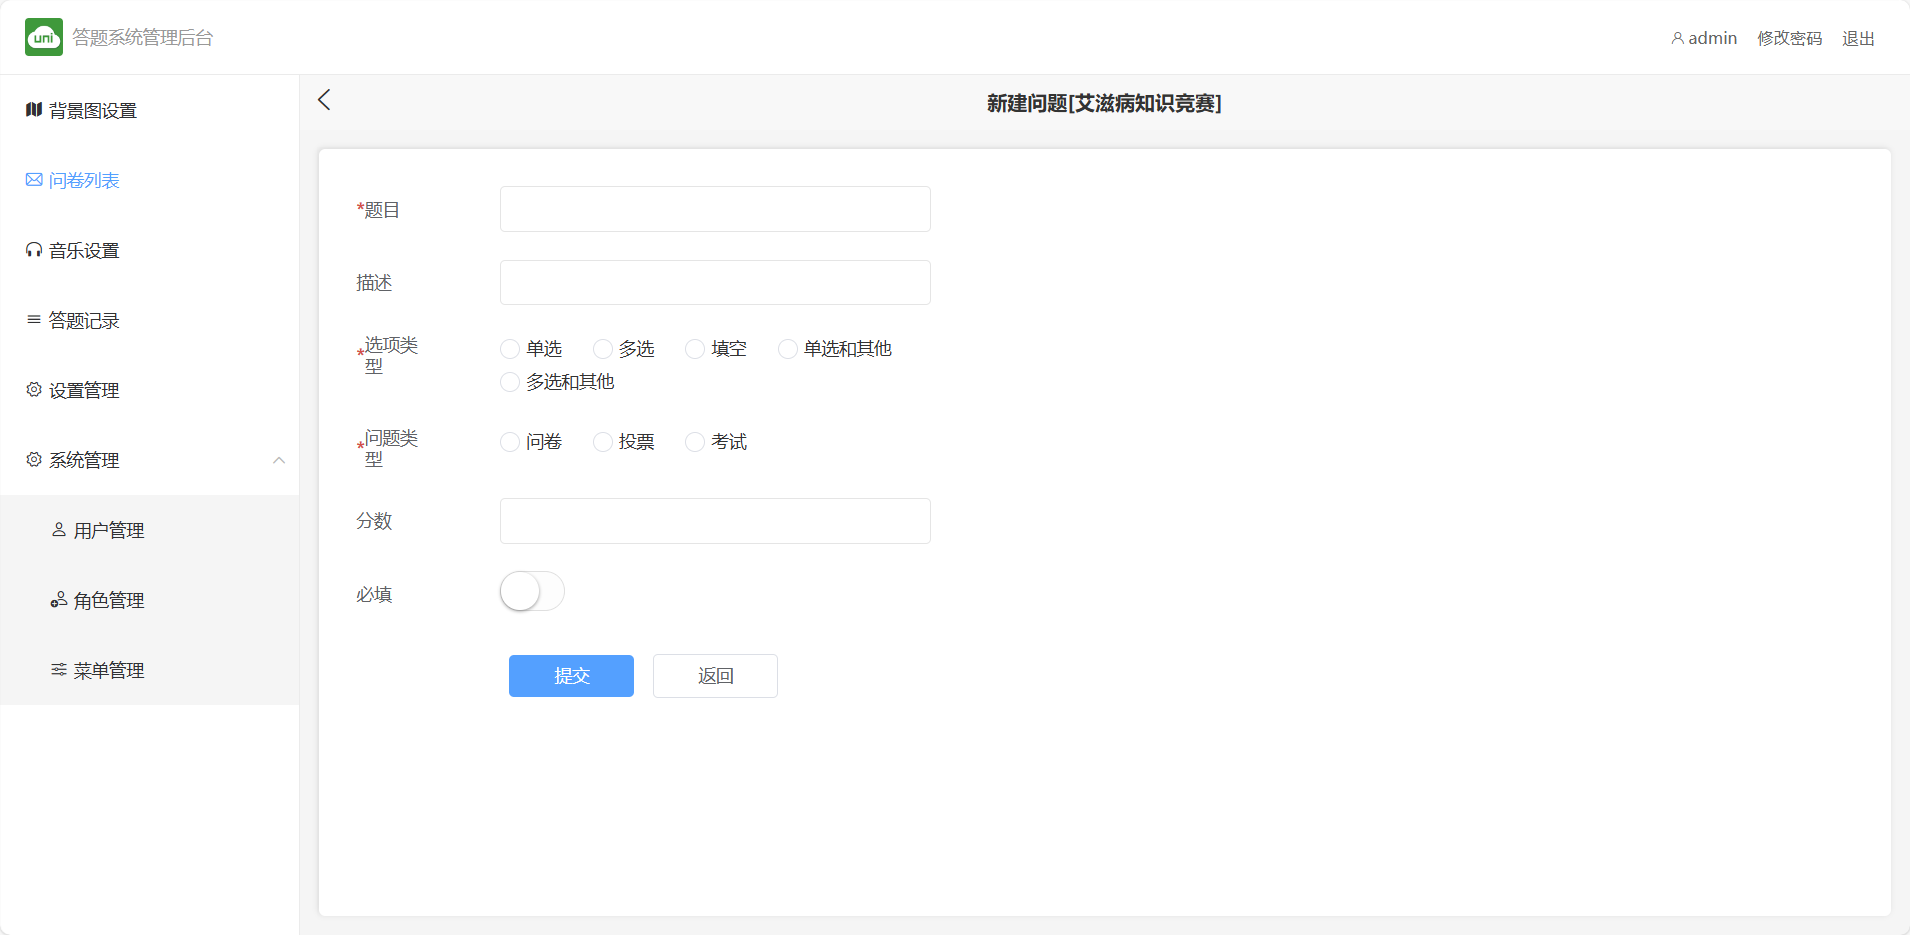 uni 答题系统管理后台
admin 修改密码 退出
背景图设置
问卷列表
音乐设置
答题记录
设置管理
系统管理
用户管理
角色管理
菜单管理
新建问题[艾滋病知识竞赛]
*题目
描述
*选项类
型
单选 多选 填空 单选和其他
多选和其他
*问题类
型
问卷 投票 考试
分数
必填
提交 返回